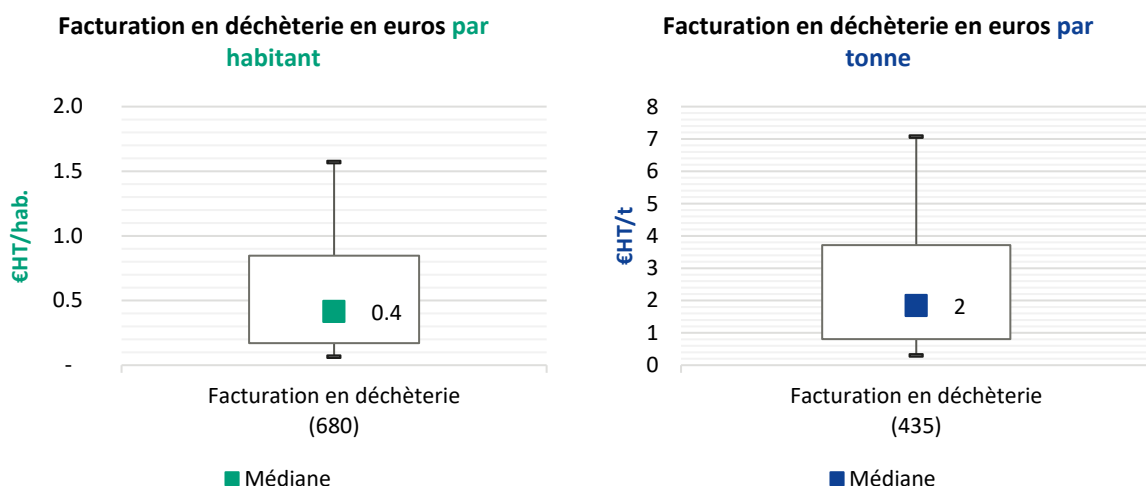 Facturation en déchèterie en euros par
habitant
2.0
1.5
1.0
0.5
-
€HT/hab.
0.4
Facturation en déchèterie
(680)
Médiane
Facturation en déchèterie en euros par
tonne
8
7
6
5
4
3
2
1
0
€HT/t
2
Facturation en déchèterie
(435)
Médiane